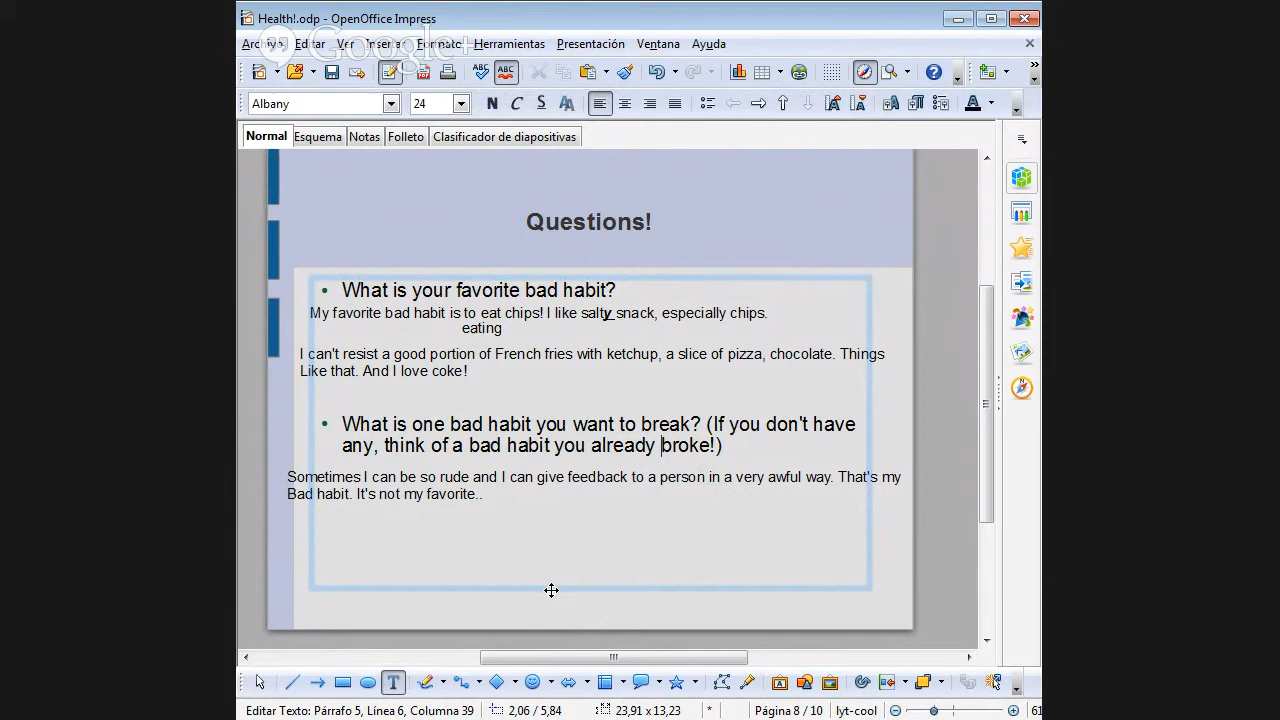 Health!.odp - OpenOffice Impress
Archivo Editar Ver Insertar Formato Herramientas Presentación Ventana Ayuda
Google+
Albany 24 N C S
Normal Esquema Notas Folleto Clasificador de diapositivas
Questions!
• What is your favorite bad habit?
My favorite bad habit is to eat chips! I like salty snack, especially chips.
eating
I can't resist a good portion of French fries with ketchup, a slice of pizza, chocolate. Things
Like that. And I love coke!
• What is one bad habit you want to break? (If you don't have
any, think of a bad habit you already broke!)
Sometimes I can be so rude and I can give feedback to a person in a very awful way. That's my
Bad habit. It's not my favorite..
Editar Texto: Párrafo 5, Línea 6, Columna 39 2,06 / 5,84 23,91 x 13,23 * Página 8 / 10 lyt-cool